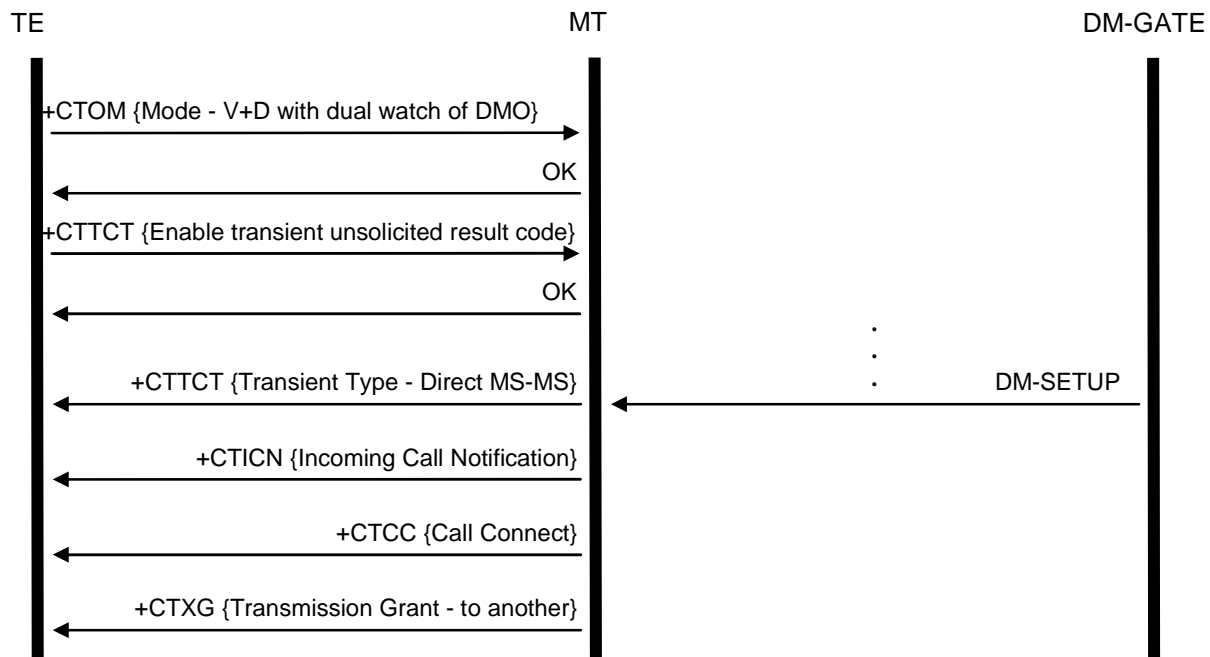 TE MT DM-GATE
+CTOM {Mode - V+D with dual watch of DMO}
OK
+CTTCT {Enable transient unsolicited result code}
OK
.
.
.
+CTTCT {Transient Type - Direct MS-MS} DM-SETUP
+CTICN {Incoming Call Notification}
+CTCC {Call Connect}
+CTXG {Transmission Grant - to another}